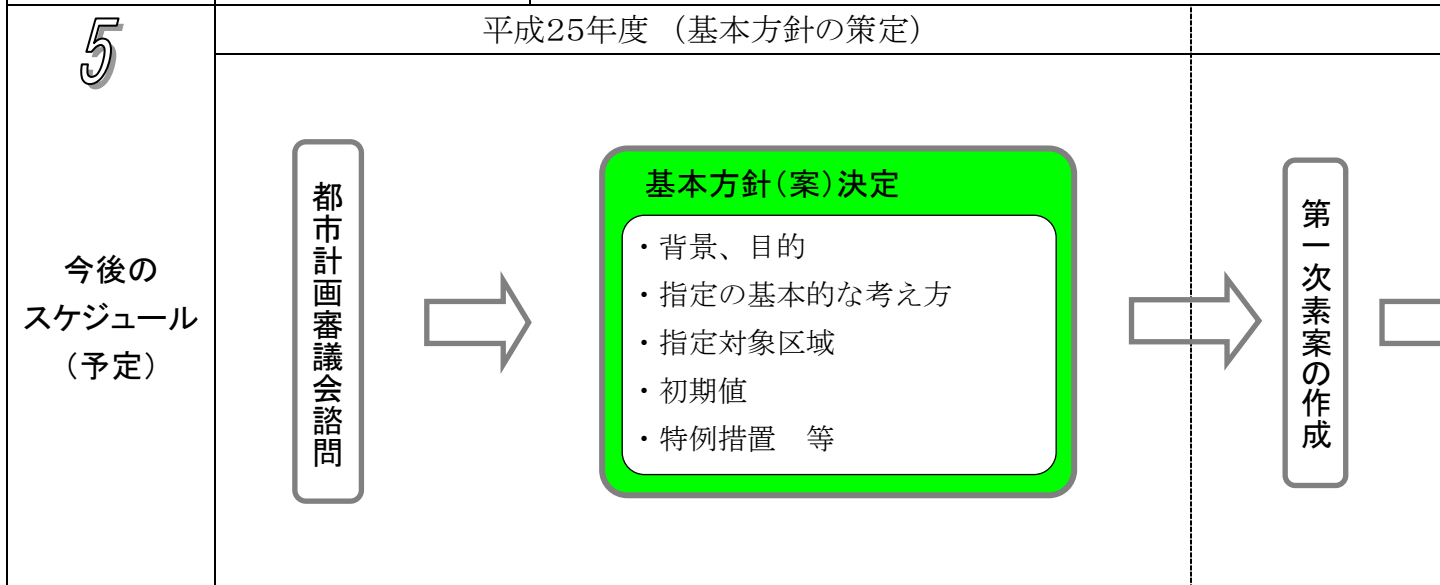 5
今後の
スケジュール
（予定）
平成25年度 （基本方針の策定）
都市計画審議会諮問
基本方針（案）決定
・背景、目的
・指定の基本的な考え方
・指定対象区域
・初期値
・特例措置　等
第一次素案の作成